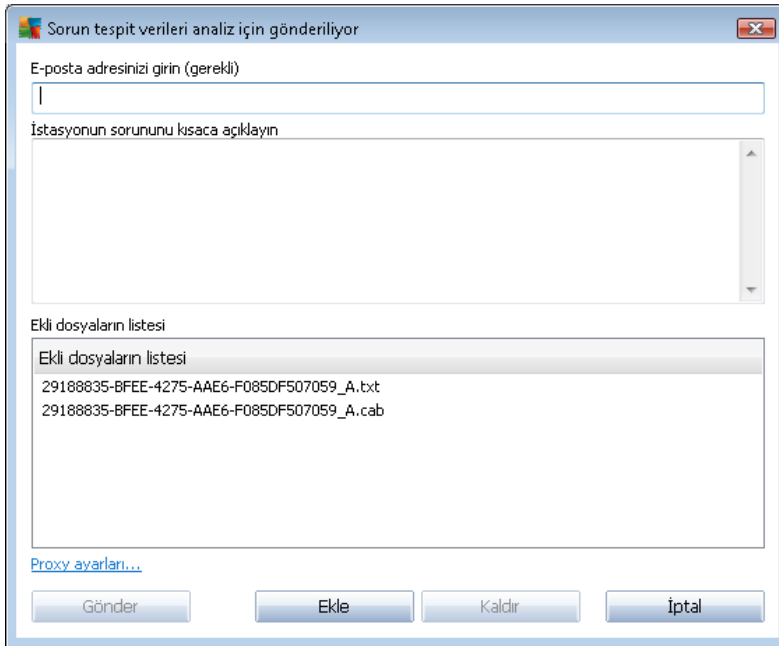 Sorun tespit verileri analiz için gönderiliyor
E-posta adresinizi girin (gerekli)
İstasyonun sorununu kısaca açıklayın
Ekli dosyaların listesi
Ekli dosyaların listesi
29188835-BFEE-4275-AAE6-F085DF507059_A.txt
29188835-BFEE-4275-AAE6-F085DF507059_A.cab
Proxy ayarları...
Gönder Ekle Kaldır İptal